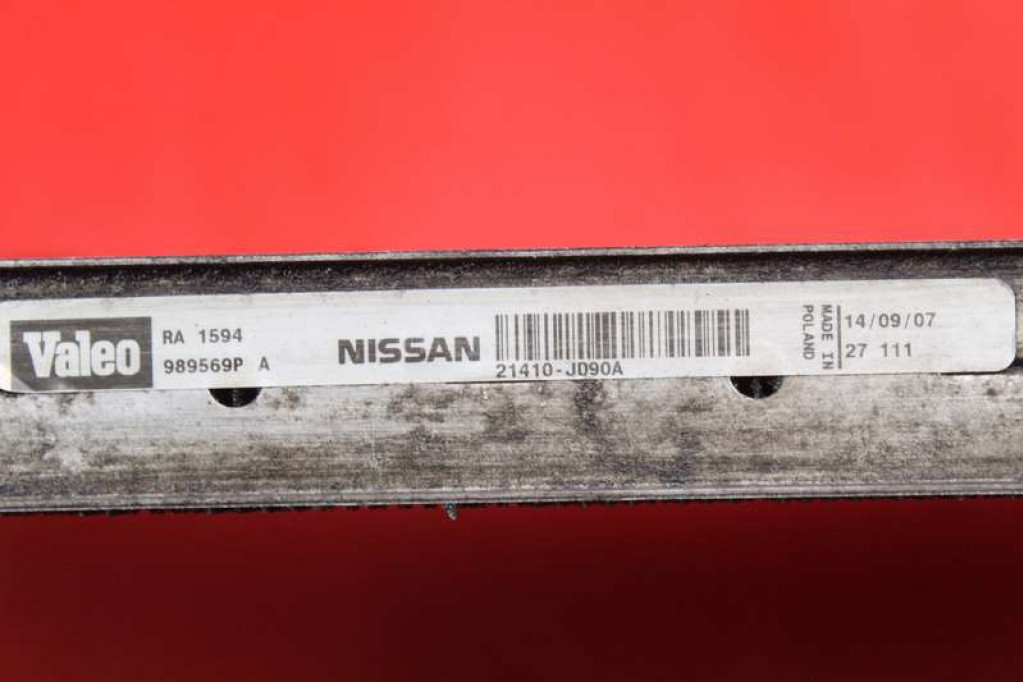 Valeo
RA 1594
989569P A
NISSAN
21410-JD90A
MADE IN
POLAND
14/09/07
27 111